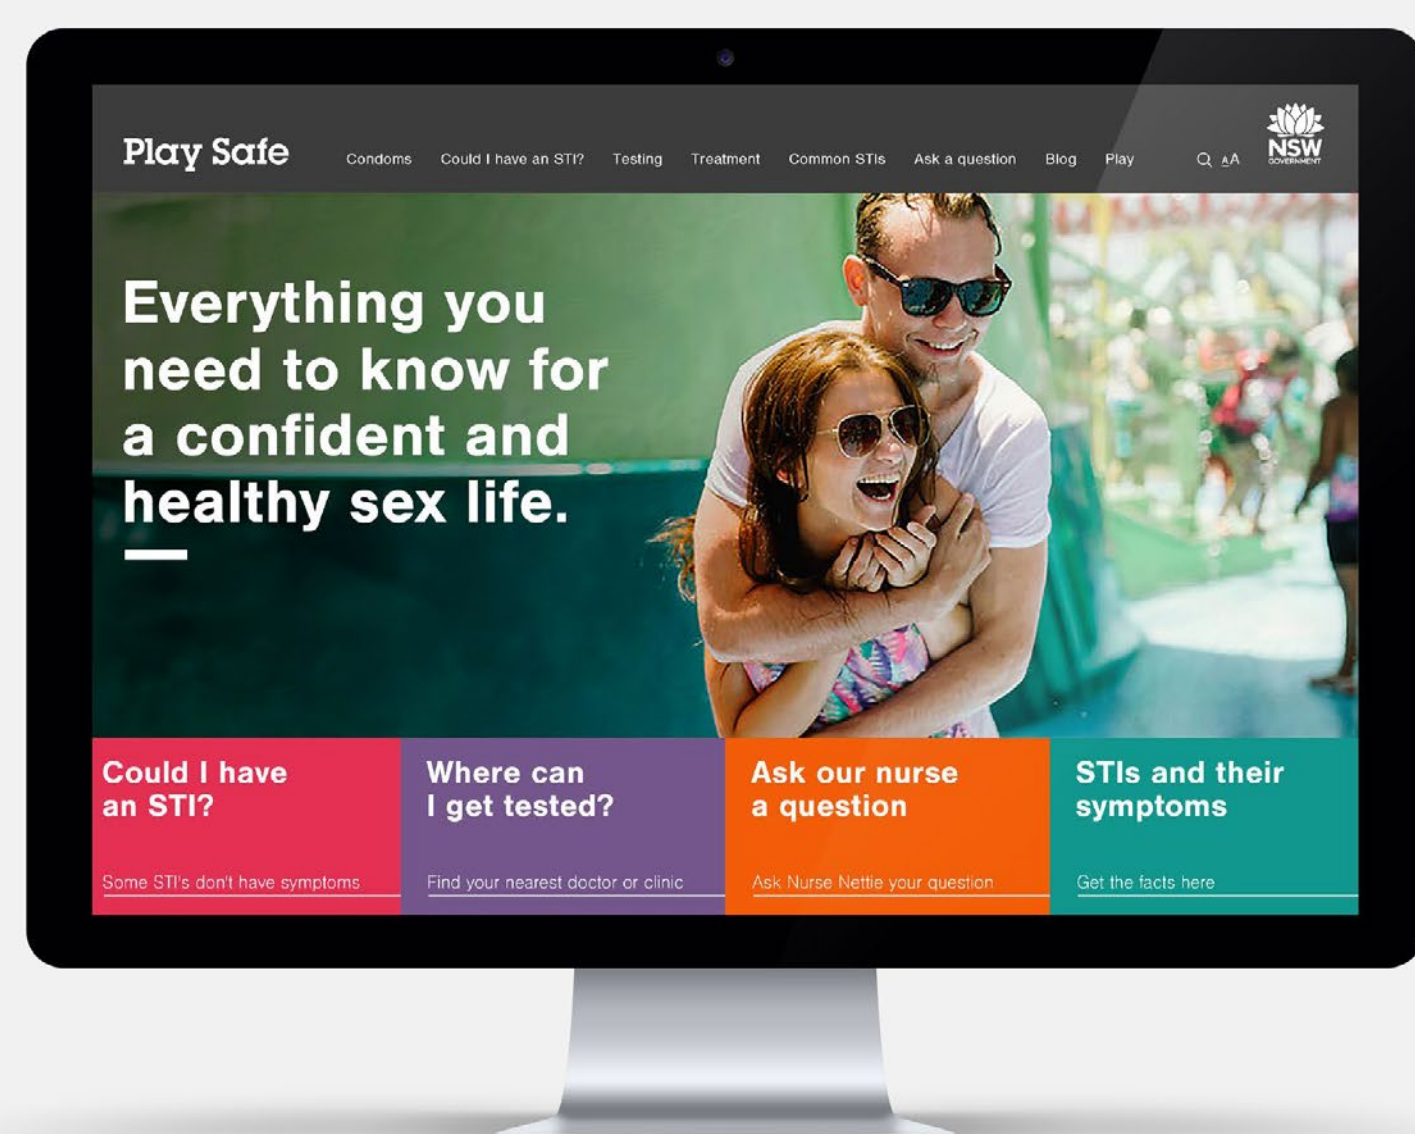 Play Safe
Condoms Could I have an STI? Testing Treatment Common STIs Ask a question Blog Play AA
NSW
GOVERNMENT
Everything you
need to know for
a confident and
healthy sex life.
Could I have
an STI?
Some STI's don't have symptoms
Where can
I get tested?
Find your nearest doctor or clinic
Ask our nurse
a question
Ask Nurse Nettie your question
STIs and their
symptoms
Get the facts here